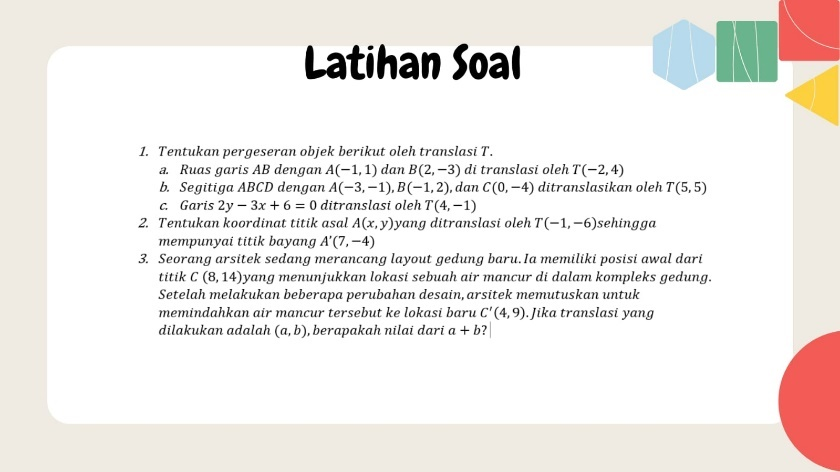 Latihan Soal
1. Tentukan pergeseran objek berikut oleh translasi T.
a. Ruas garis AB dengan A(−1, 1) dan B(2, −3) di translasi oleh T(−2, 4)
b. Segitiga ABCD dengan A(−3, −1), B(−1, 2), dan C(0, −4) ditranslasikan oleh T(5, 5)
c. Garis 2y − 3x + 6 = 0 ditranslasi oleh T(4, −1)
2. Tentukan koordinat titik asal A(x, y)yang ditranslasi oleh T(−1, −6)sehingga
mempunyai titik bayang A’(7, −4)
3. Seorang arsitek sedang merancang layout gedung baru. Ia memiliki posisi awal dari
titik C (8, 14)yang menunjukkan lokasi sebuah air mancur di dalam kompleks gedung.
Setelah melakukan beberapa perubahan desain, arsitek memutuskan untuk
memindahkan air mancur tersebut ke lokasi baru C′(4, 9). Jika translasi yang
dilakukan adalah (a, b), berapakah nilai dari a + b?